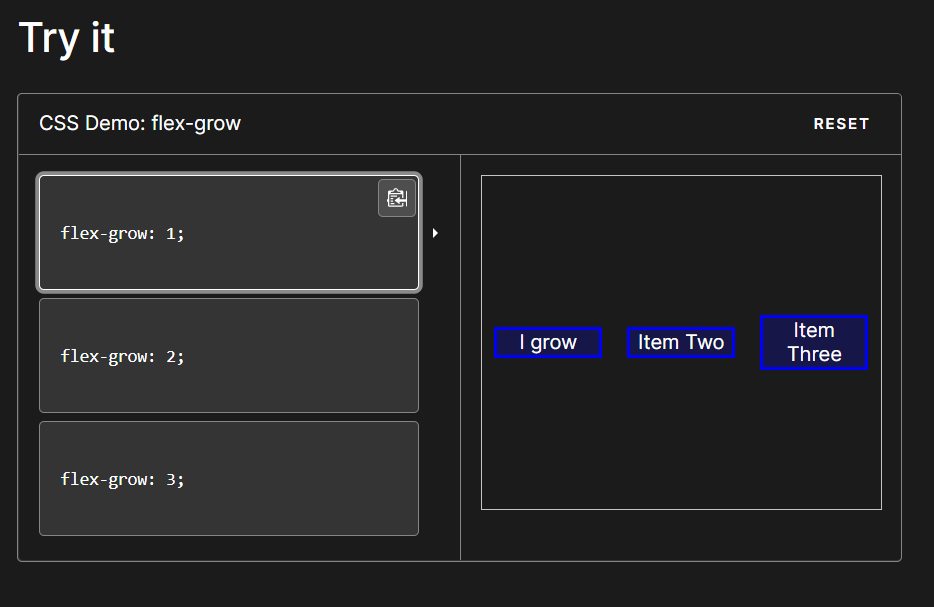 Try it
CSS Demo: flex-grow
RESET
flex-grow: 1;
flex-grow: 2;
flex-grow: 3;
I grow
Item Two
Item
Three